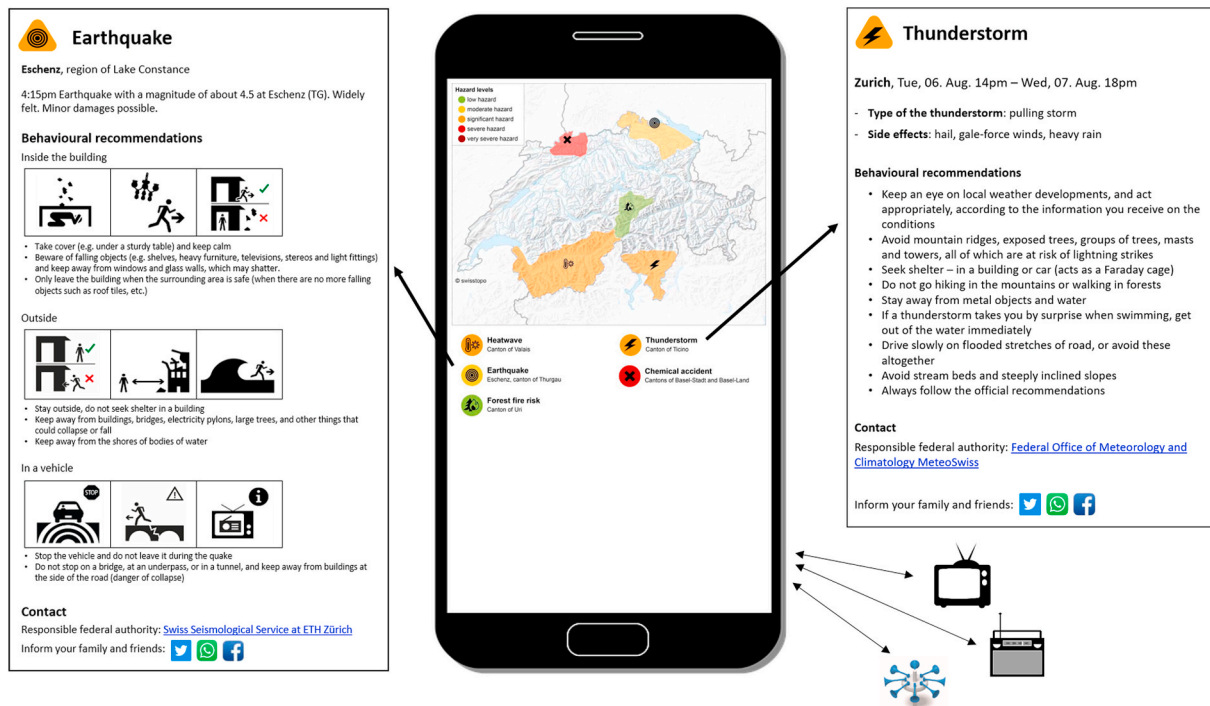 Earthquake
Eschenz, region of Lake Constance
4:15pm Earthquake with a magnitude of about 4.5 at Eschenz (TG). Widely
felt. Minor damages possible.
Behavioural recommendations
Inside the building
• Take cover (e.g. under a sturdy table) and keep calm
• Beware of falling objects (e.g. shelves, heavy furniture, televisions, stereos and light fittings)
and keep away from windows and glass walls, which may shatter.
• Only leave the building when the surrounding area is safe (when there are no more falling
objects such as roof tiles, etc.)
Outside
• Stay outside, do not seek shelter in a building
• Keep away from buildings, bridges, electricity pylons, large trees, and other things that
could collapse or fall
• Keep away from the shores of bodies of water
In a vehicle
STOP
• Stop the vehicle and do not leave it during the quake
• Do not stop on a bridge, at an underpass, or in a tunnel, and keep away from buildings at
the side of the road (danger of collapse)
Contact
Responsible federal authority: Swiss Seismological Service at ETH Zürich
Inform your family and friends:
Hazard levels
low hazard
moderate hazard
significant hazard
severe hazard
very severe hazard
© swisstopo
Heatwave
Canton of Valais
Earthquake
Eschenz, canton of Thurgau
Forest fire risk
Canton of Uri
Thunderstorm
Canton of Ticino
Chemical accident
Cantons of Basel-Stadt and Basel-Land
Thunderstorm
Zurich, Tue, 06. Aug. 14pm – Wed, 07. Aug. 18pm
- Type of the thunderstorm: pulling storm
- Side effects: hail, gale-force winds, heavy rain
Behavioural recommendations
• Keep an eye on local weather developments, and act
appropriately, according to the information you receive on the
conditions
• Avoid mountain ridges, exposed trees, groups of trees, masts
and towers, all of which are at risk of lightning strikes
• Seek shelter – in a building or car (acts as a Faraday cage)
• Do not go hiking in the mountains or walking in forests
• Stay away from metal objects and water
• If a thunderstorm takes you by surprise when swimming, get
out of the water immediately
• Drive slowly on flooded stretches of road, or avoid these
altogether
• Avoid stream beds and steeply inclined slopes
• Always follow the official recommendations
Contact
Responsible federal authority: Federal Office of Meteorology and
Climatology MeteoSwiss
Inform your family and friends: